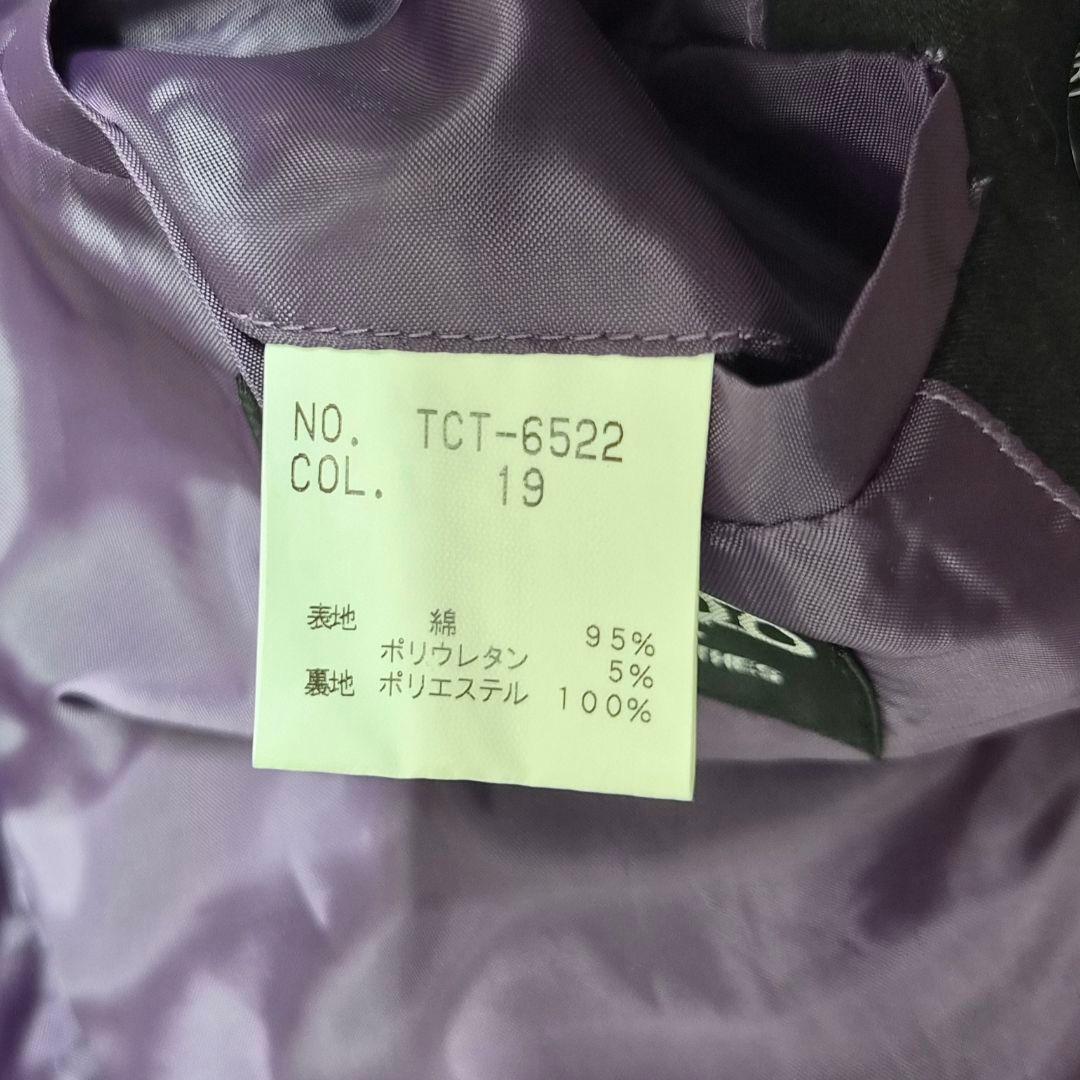 NO. TCT-6522
COL. 19
表地 綿 95%
ポリウレタン 5%
裏地 ポリエステル 100%